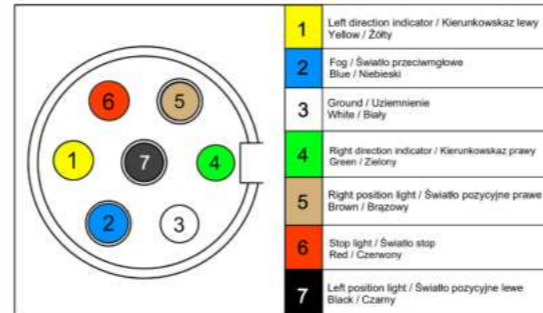 6
5
1
7
4
2
3
1
Left direction indicator / Kierunkowskaz lewy
Yellow / Żółty
2
Fog / Światło przeciwmgłowe
Blue / Niebieski
3
Ground / Uziemnienie
White / Biały
4
Right direction indicator / Kierunkowskaz prawy
Green / Zielony
5
Right position light / Światło pozycyjne prawe
Brown / Brązowy
6
Stop light / Światło stop
Red / Czerwony
7
Left position light / Światło pozycyjne lewe
Black / Czarny